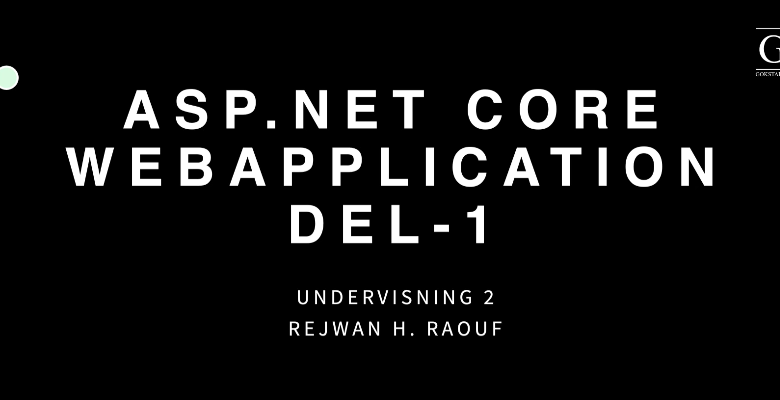 ASP.NET CORE
WEBAPPLICATION
DEL-1
UNDERVISNING 2
REJWAN H. RAOUF